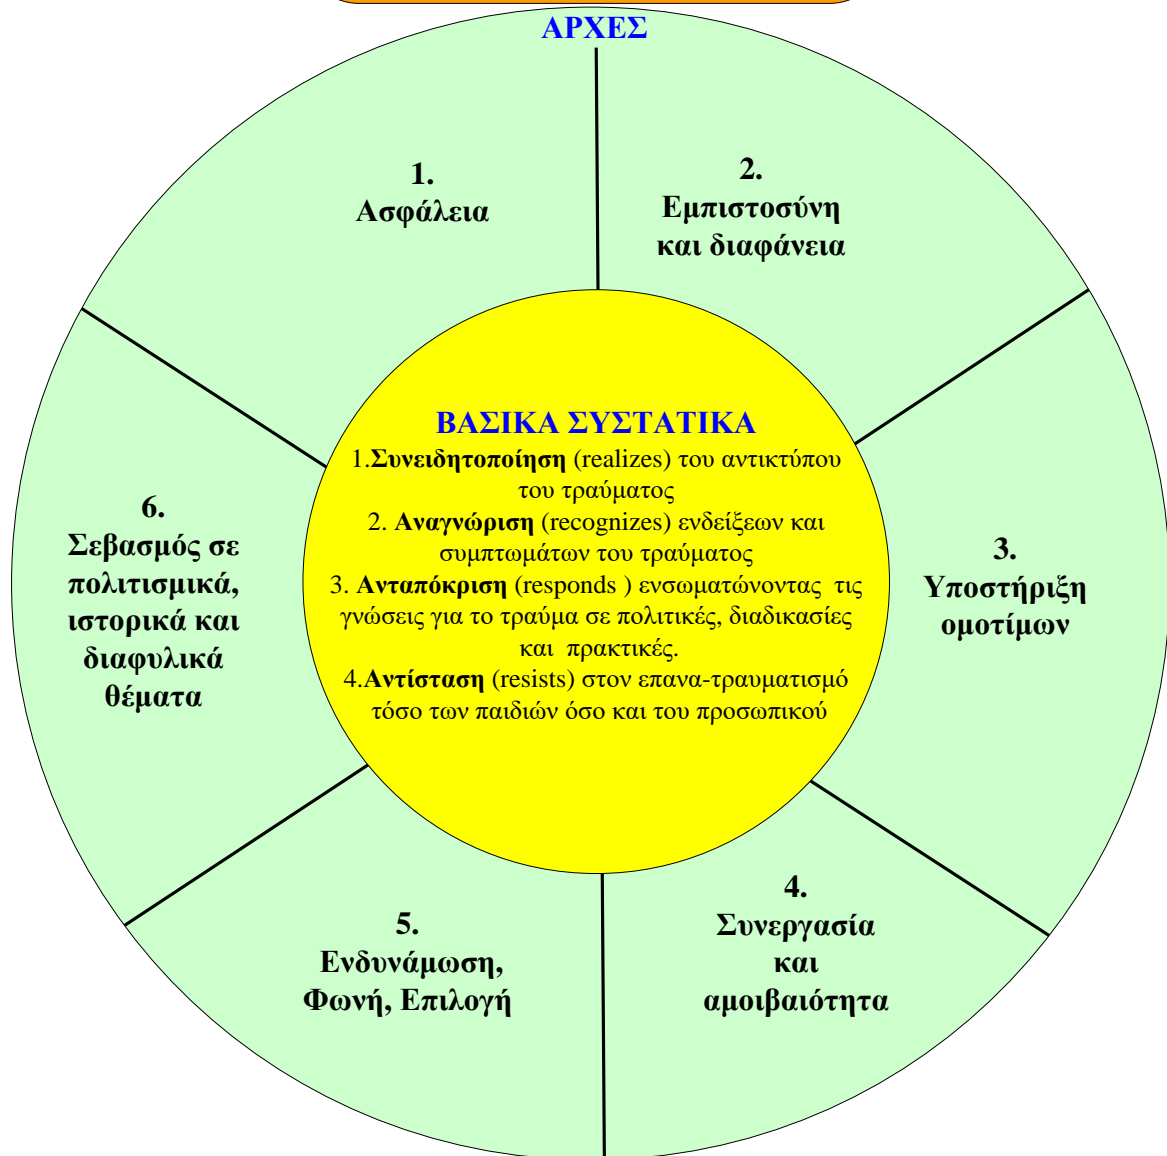 ΑΡΧΕΣ
1.
Ασφάλεια
2.
Εμπιστοσύνη
και διαφάνεια
3.
Υποστήριξη
ομοτίμων
4.
Συνεργασία
και
αμοιβαιότητα
5.
Ενδυνάμωση,
Φωνή, Επιλογή
6.
Σεβασμός σε
πολιτισμικά,
ιστορικά και
διαφυλικά
θέματα
ΒΑΣΙΚΑ ΣΥΣΤΑΤΙΚΑ
1.Συνειδητοποίηση (realizes) του αντικτύπου
του τραύματος
2. Αναγνώριση (recognizes) ενδείξεων και
συμπτωμάτων του τραύματος
3. Ανταπόκριση (responds ) ενσωματώνοντας τις
γνώσεις για το τραύμα σε πολιτικές, διαδικασίες
και πρακτικές.
4.Αντίσταση (resists) στον επανα-τραυματισμό
τόσο των παιδιών όσο και του προσωπικού